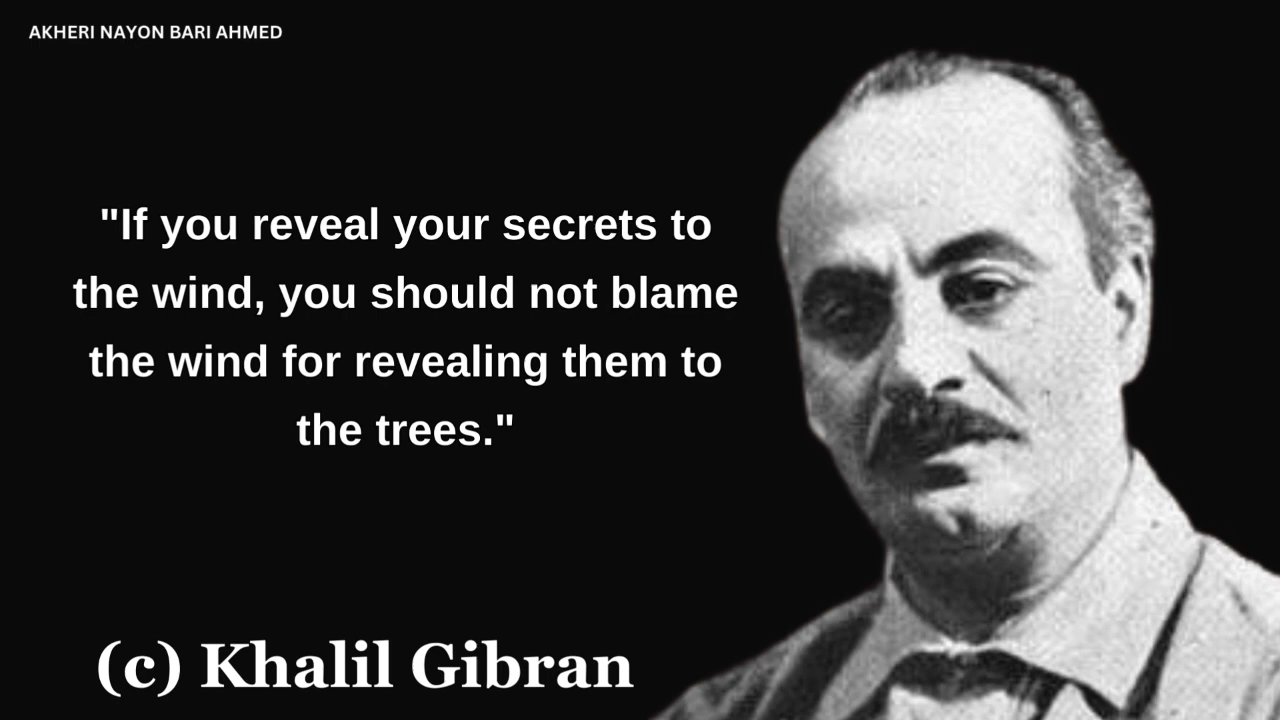 AKHERI NAYON BARI AHMED
"If you reveal your secrets to
the wind, you should not blame
the wind for revealing them to
the trees."
(c) Khalil Gibran